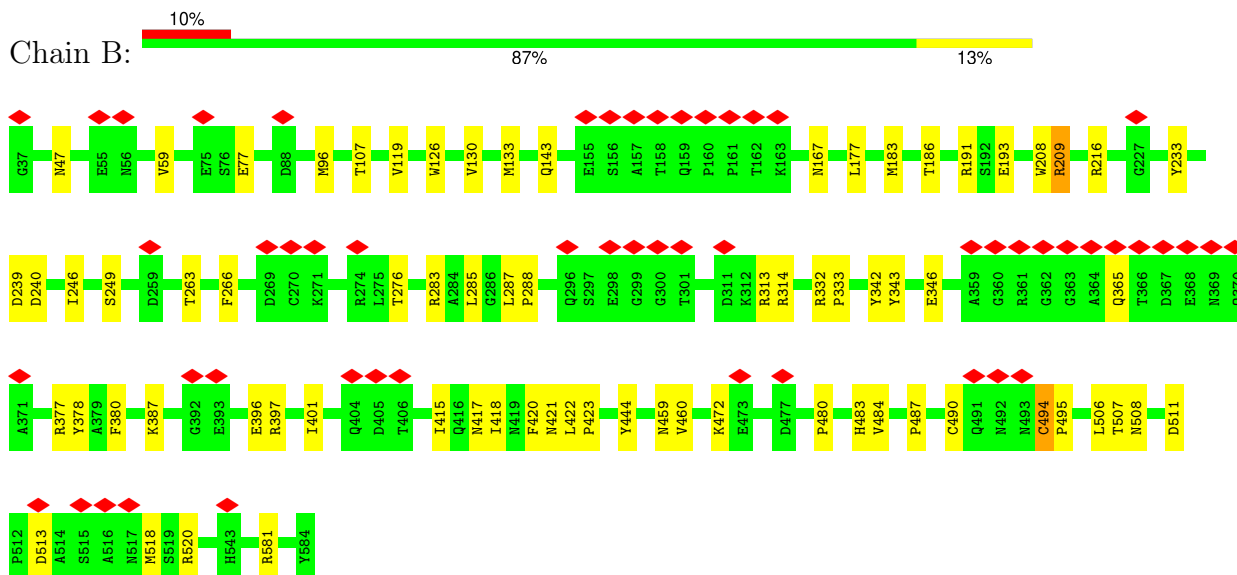 10%
Chain B:
87% 13%
G37 N47 E55 N56 V59 E75 S76 E77 D88 M96 T107 V119 W126 V130 M133 Q143 E155 S156 A157 T158 Q159 P160 P161 T162 K163 N167 L177 M183 T186 R191 S192 E193 W208 R209 R216 G227 Y233
D239 D240 I246 S249 D259 T263 F266 D269 C270 K271 R274 L275 T276 R283 A284 L285 G286 L287 P288 Q296 S297 E298 G299 G300 T301 D311 K312 R313 R314 R332 P333 Y342 Y343 E346 A359 G360 R361 G362 G363 A364 Q365 T366 D367 E368 N369
A371 R377 Y378 A379 F380 K387 G392 E393 E396 R397 I401 Q404 D405 T406 I415 Q416 N417 I418 N419 F420 N421 L422 P423 Y444 N459 V460 K472 E473 D477 P480 H483 V484 P487 C490 Q491 N492 N493 C494 P495 L506 T507 N508 D511
P512 D513 A514 S515 A516 N517 M518 S519 R520 H543 R581 Y584